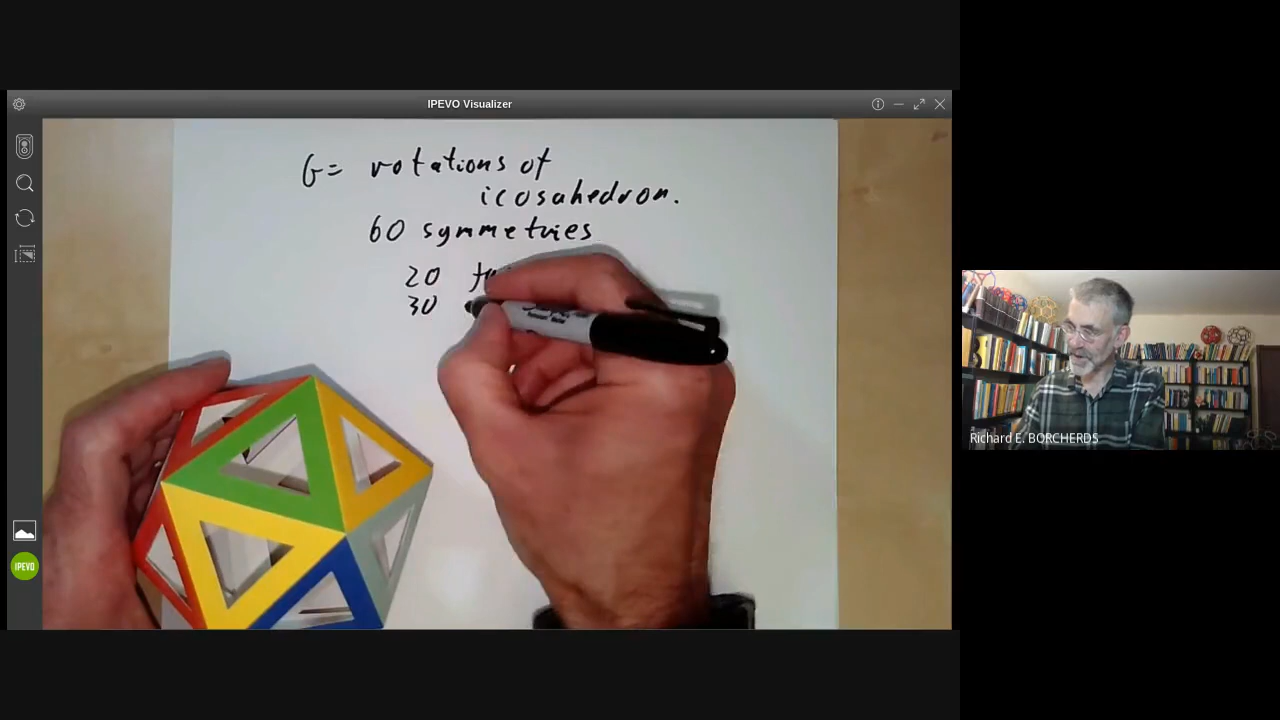 IPEVO Visualizer
G = rotations of
icosahedron.
60 symmetries
20
30
IPEVO
Richard E. BORCHERDS